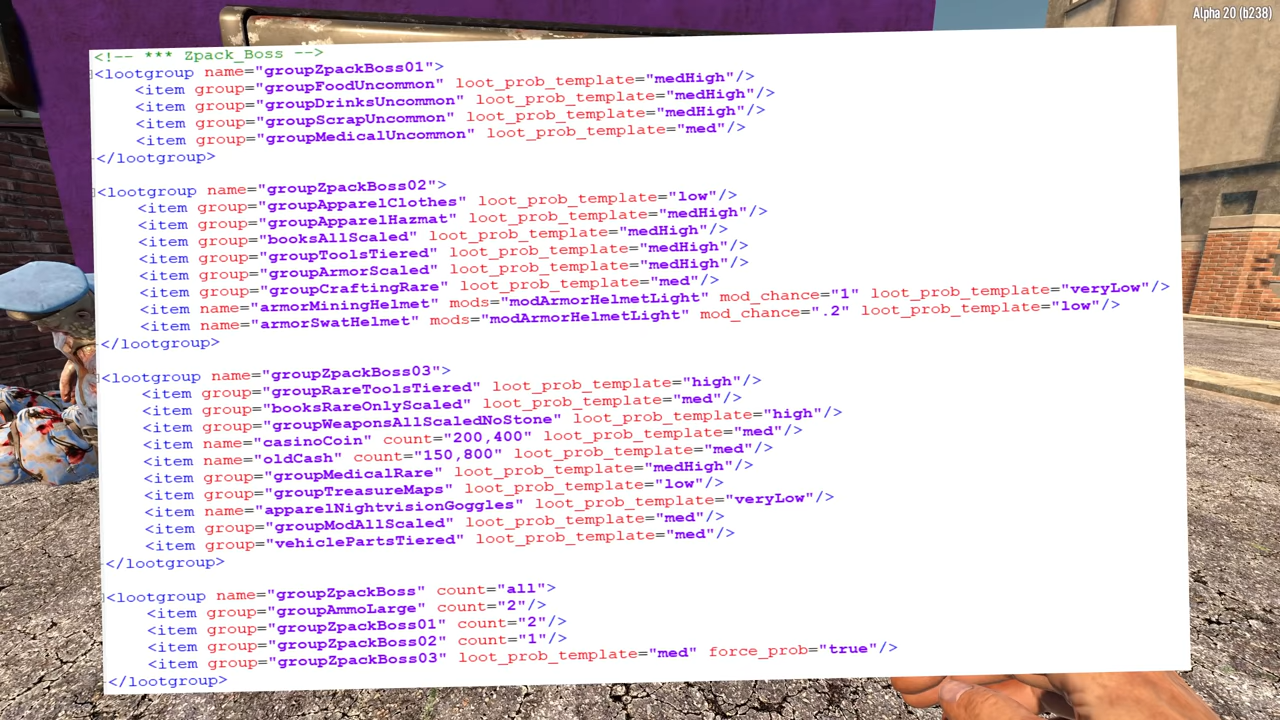 Alpha 20 (b238)
<!-- *** Zpack_Boss -->
<lootgroup name="groupZpackBoss01">
<item group="groupFoodUncommon" loot_prob_template="medHigh"/>
<item group="groupDrinksUncommon" loot_prob_template="medHigh"/>
<item group="groupScrapUncommon" loot_prob_template="medHigh"/>
<item group="groupMedicalUncommon" loot_prob_template="med"/>
</lootgroup>
<lootgroup name="groupZpackBoss02">
<item group="groupApparelClothes" loot_prob_template="low"/>
<item group="groupApparelHazmat" loot_prob_template="medHigh"/>
<item group="booksAllScaled" loot_prob_template="medHigh"/>
<item group="groupToolsTiered" loot_prob_template="medHigh"/>
<item group="groupArmorScaled" loot_prob_template="medHigh"/>
<item group="groupCraftingRare" loot_prob_template="med"/>
<item name="armorMiningHelmet" mods="modArmorHelmetLight" mod_chance="1" loot_prob_template="veryLow"/>
<item name="armorSwatHelmet" mods="modArmorHelmetLight" mod_chance=".2" loot_prob_template="low"/>
</lootgroup>
<lootgroup name="groupZpackBoss03">
<item group="groupRareToolsTiered" loot_prob_template="high"/>
<item group="booksRareOnlyScaled" loot_prob_template="med"/>
<item group="groupWeaponsAllScaledNoStone" loot_prob_template="high"/>
<item name="casinoCoin" count="200,400" loot_prob_template="med"/>
<item name="oldCash" count="150,800" loot_prob_template="med"/>
<item group="groupMedicalRare" loot_prob_template="medHigh"/>
<item group="groupTreasureMaps" loot_prob_template="low"/>
<item name="apparelNightvisionGoggles" loot_prob_template="veryLow"/>
<item group="groupModAllScaled" loot_prob_template="med"/>
<item group="vehiclePartsTiered" loot_prob_template="med"/>
</lootgroup>
<lootgroup name="groupZpackBoss" count="all">
<item group="groupAmmoLarge" count="2"/>
<item group="groupZpackBoss01" count="2"/>
<item group="groupZpackBoss02" count="1"/>
<item group="groupZpackBoss03" loot_prob_template="med" force_prob="true"/>
</lootgroup>